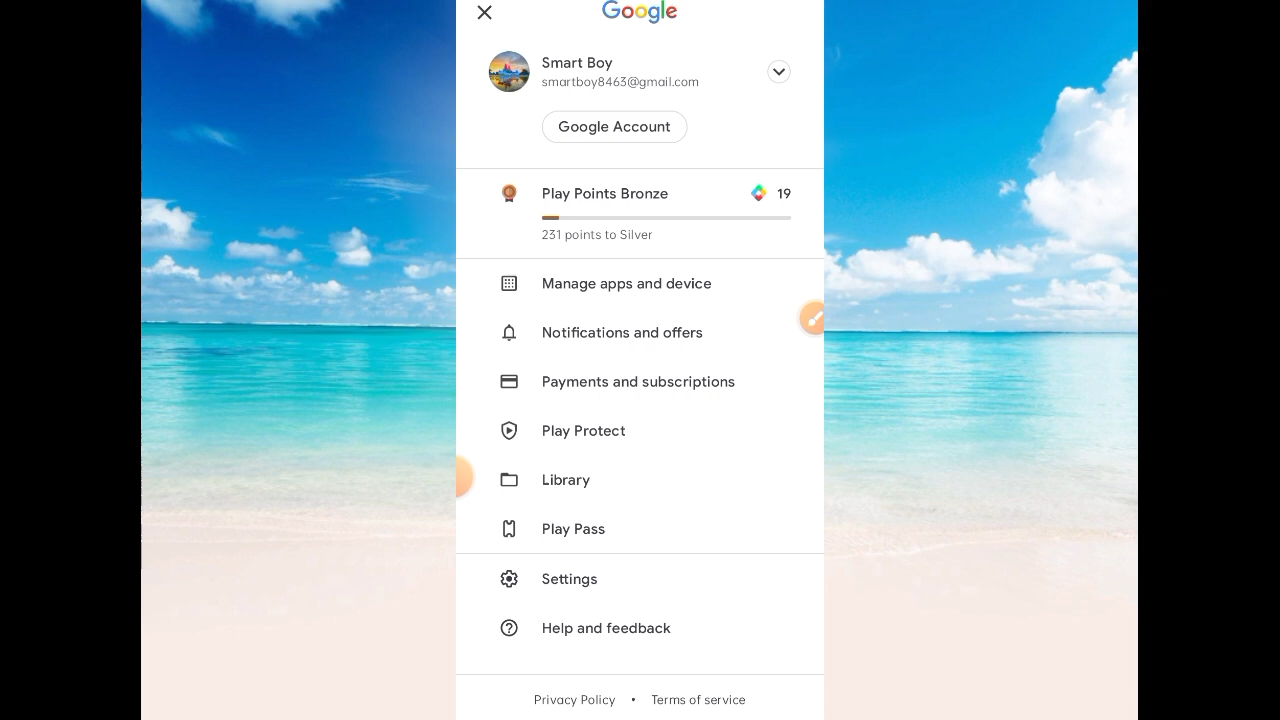 Google
Smart Boy
smartboy8463@gmail.com
Google Account
Play Points Bronze 19
231 points to Silver
Manage apps and device
Notifications and offers
Payments and subscriptions
Play Protect
Library
Play Pass
Settings
Help and feedback
Privacy Policy • Terms of service